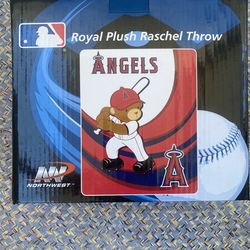 Royal Plush Raschel Throw
ANGELS
A
A
NORTHWEST